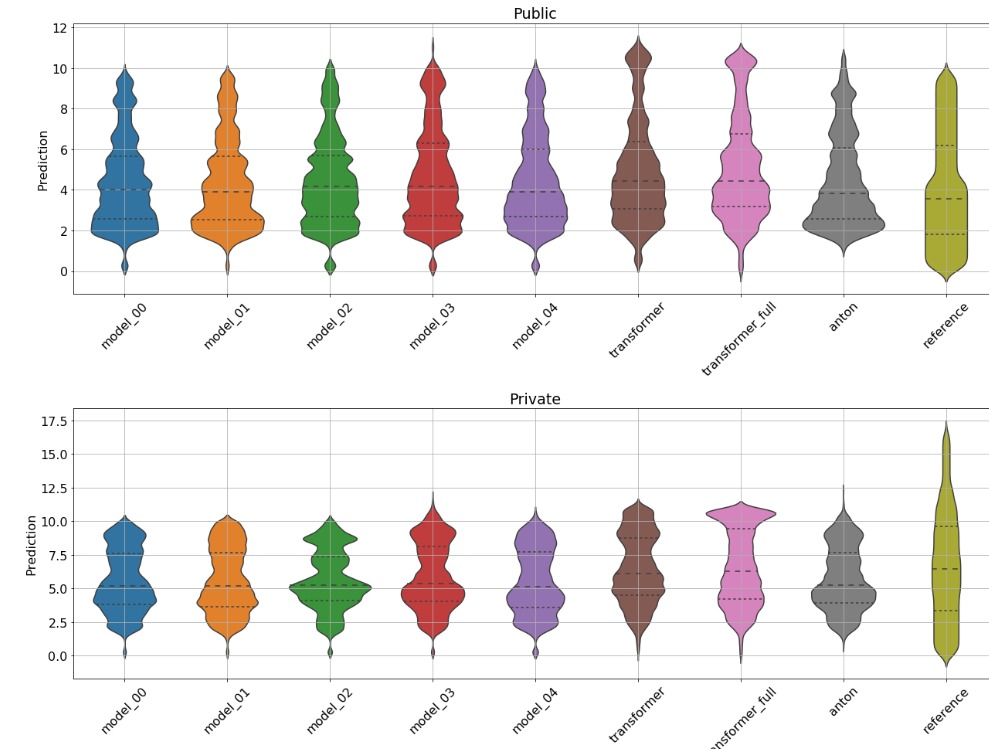 Public
12
10
8
6
4
2
0
Prediction
model_00
model_01
model_02
model_03
model_04
transformer
transformer_full
anton
reference
Private
17.5
15.0
12.5
10.0
7.5
5.0
2.5
0.0
Prediction
model_00
model_01
model_02
model_03
model_04
transformer
nsformer_full
anton
reference